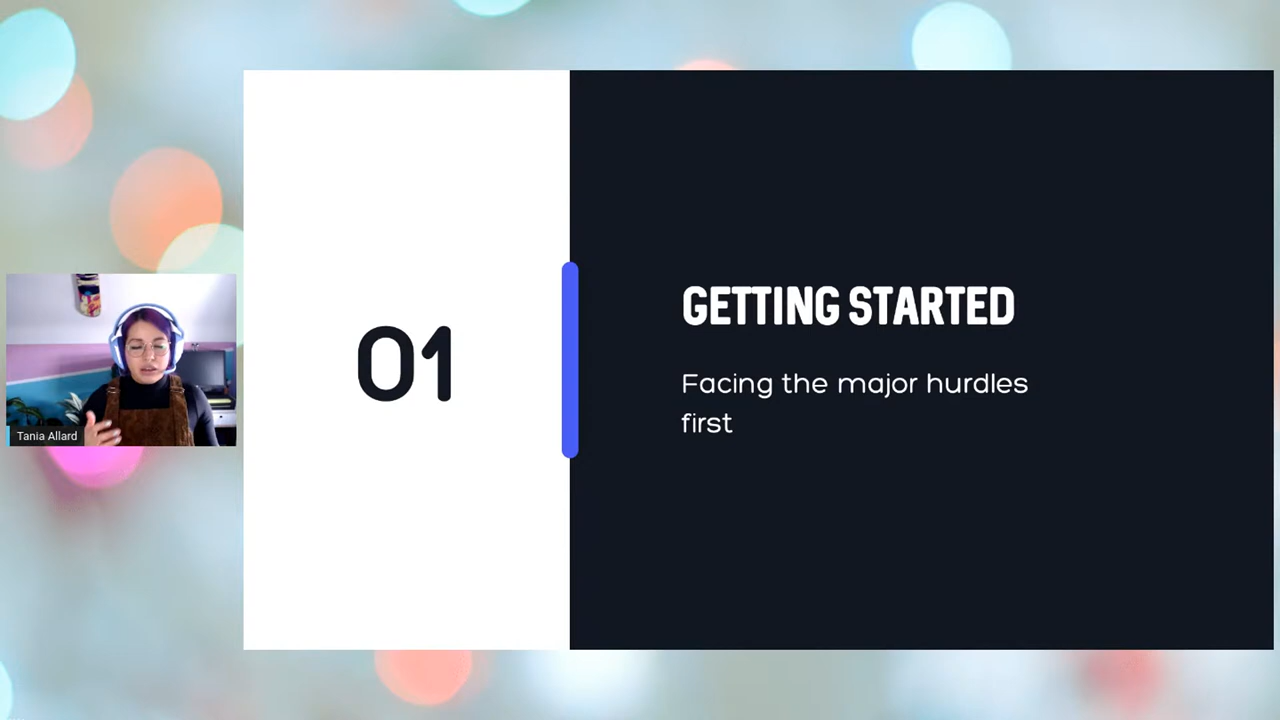 01
GETTING STARTED
Facing the major hurdles
first
Tania Allard